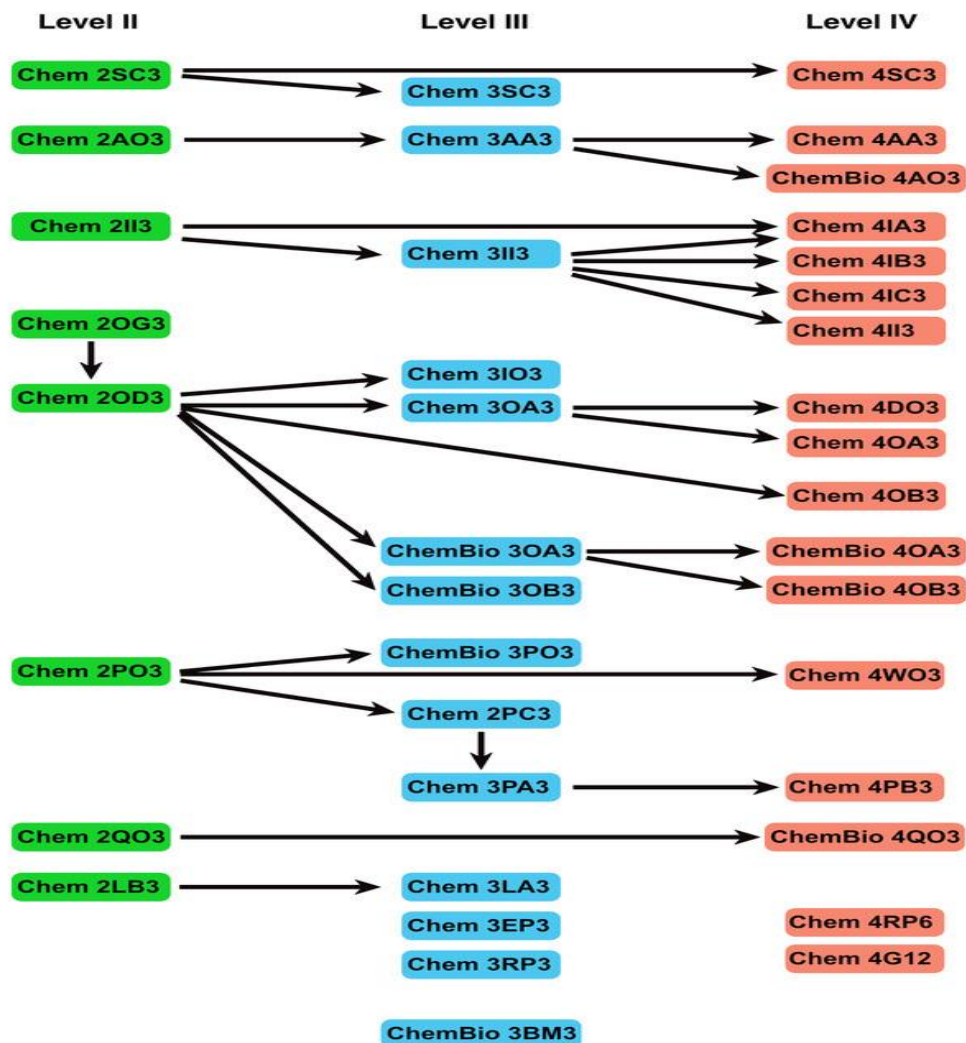 Level II Level III Level IV
Chem 2SC3 Chem 4SC3
Chem 3SC3
Chem 2AO3 Chem 3AA3 Chem 4AA3
ChemBio 4AO3
Chem 2II3 Chem 4IA3
Chem 3II3 Chem 4IB3
Chem 4IC3
Chem 2OG3 Chem 4II3
Chem 3IO3
Chem 2OD3 Chem 3OA3 Chem 4DO3
Chem 4OA3
Chem 4OB3
ChemBio 3OA3 ChemBio 4OA3
ChemBio 3OB3 ChemBio 4OB3
ChemBio 3PO3
Chem 2PO3 Chem 4WO3
Chem 2PC3
Chem 3PA3 Chem 4PB3
Chem 2QO3 ChemBio 4QO3
Chem 2LB3 Chem 3LA3
Chem 3EP3 Chem 4RP6
Chem 3RP3 Chem 4G12
ChemBio 3BM3